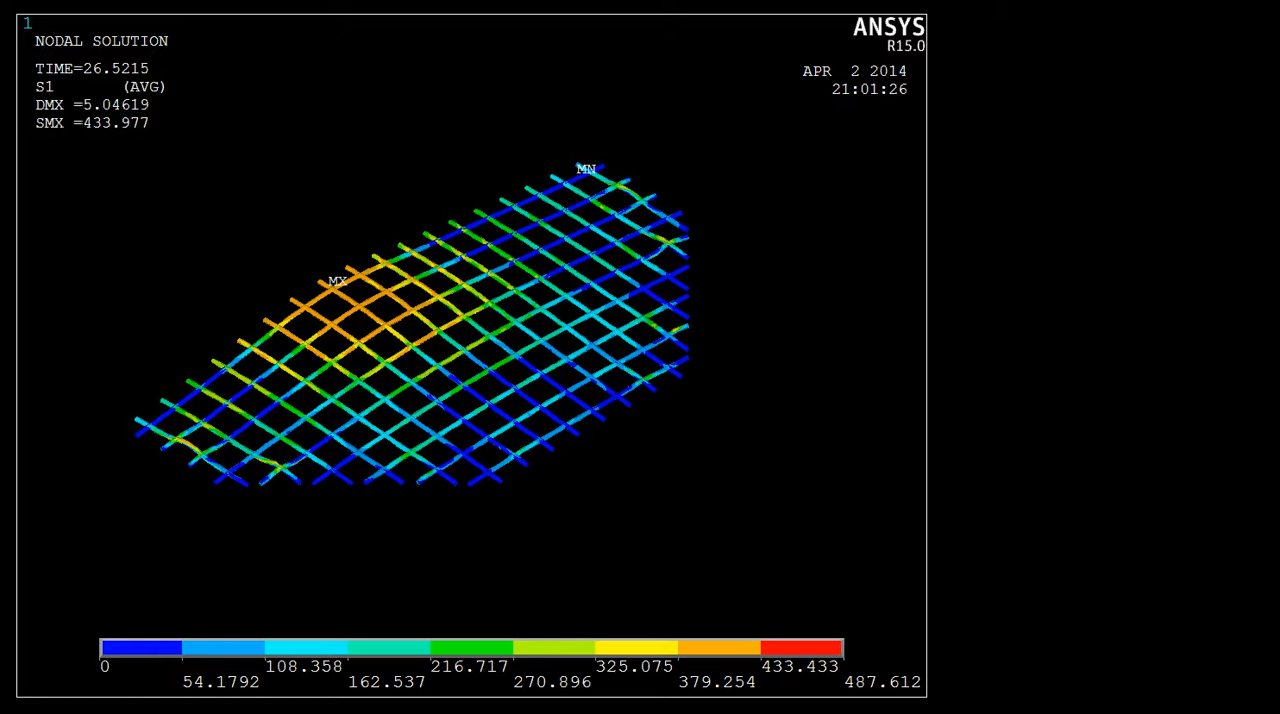 1
NODAL SOLUTION
TIME=26.5215
S1 (AVG)
DMX =5.04619
SMX =433.977
ANSYS
R15.0
APR 2 2014
21:01:26
MN
MX
0 108.358 216.717 325.075 433.433
54.1792 162.537 270.896 379.254 487.612